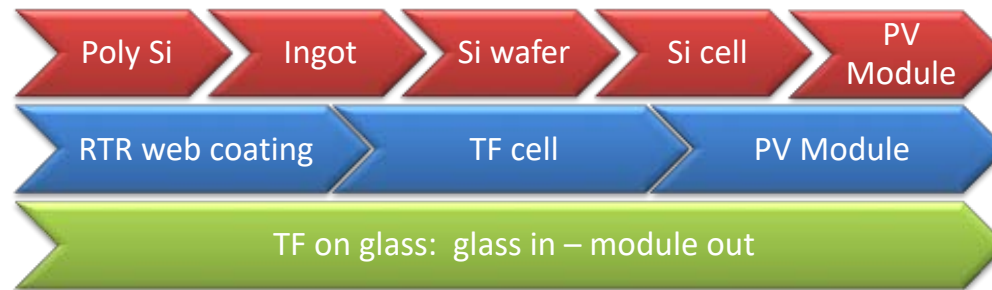 Poly Si
Ingot
Si wafer
Si cell
PV
Module
RTR web coating
TF cell
PV Module
TF on glass:  glass in – module out